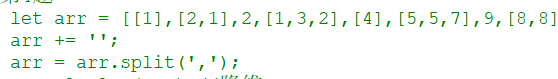 let arr = [[1],[2,1],2,[1,3,2],[4],[5,5,7],9,[8,8]
arr += '';
arr = arr.split(',');